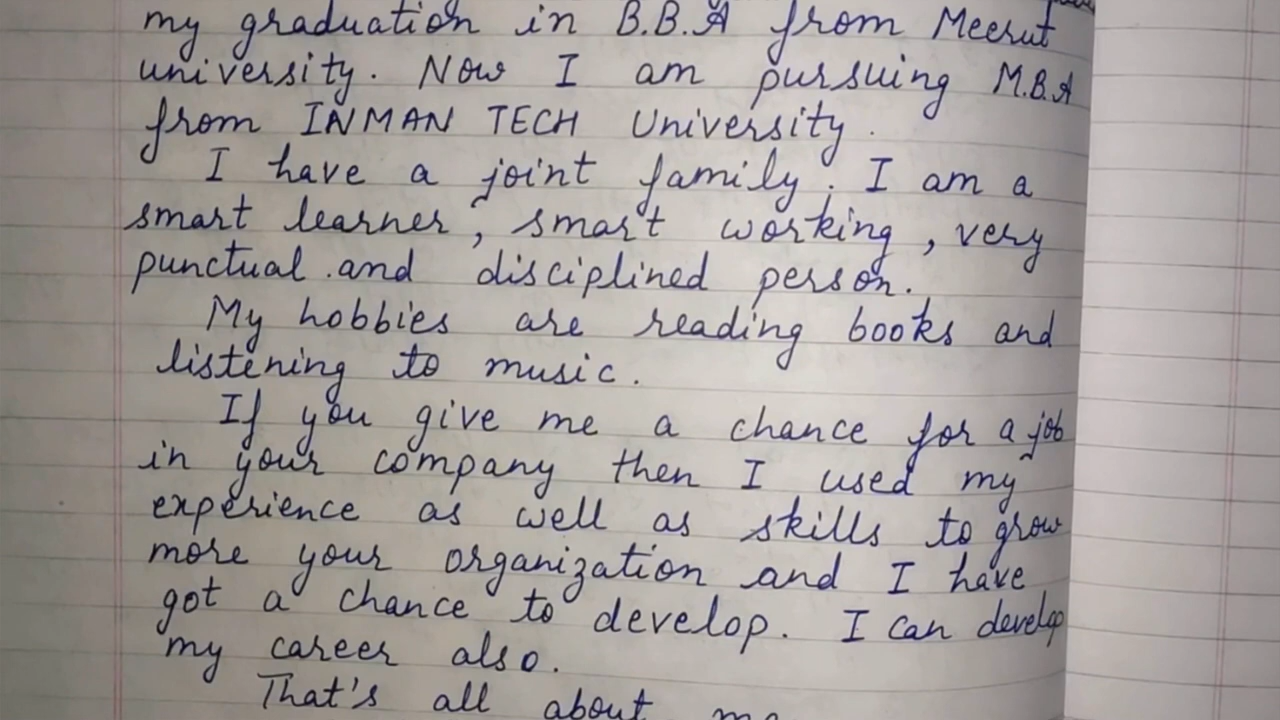 my graduation in B.B.A from Meerut
university. Now I am pursuing M.B.A
from INMAN TECH University.
I have a joint family. I am a
smart learner, smart working, very
punctual and disciplined person.
My hobbies are reading books and
listening to music.
If you give me a chance for a job
in your company then I used my
experience as well as skills to grow
more your organization and I have
got a chance to develop. I can develop
my career also.
That's all about me